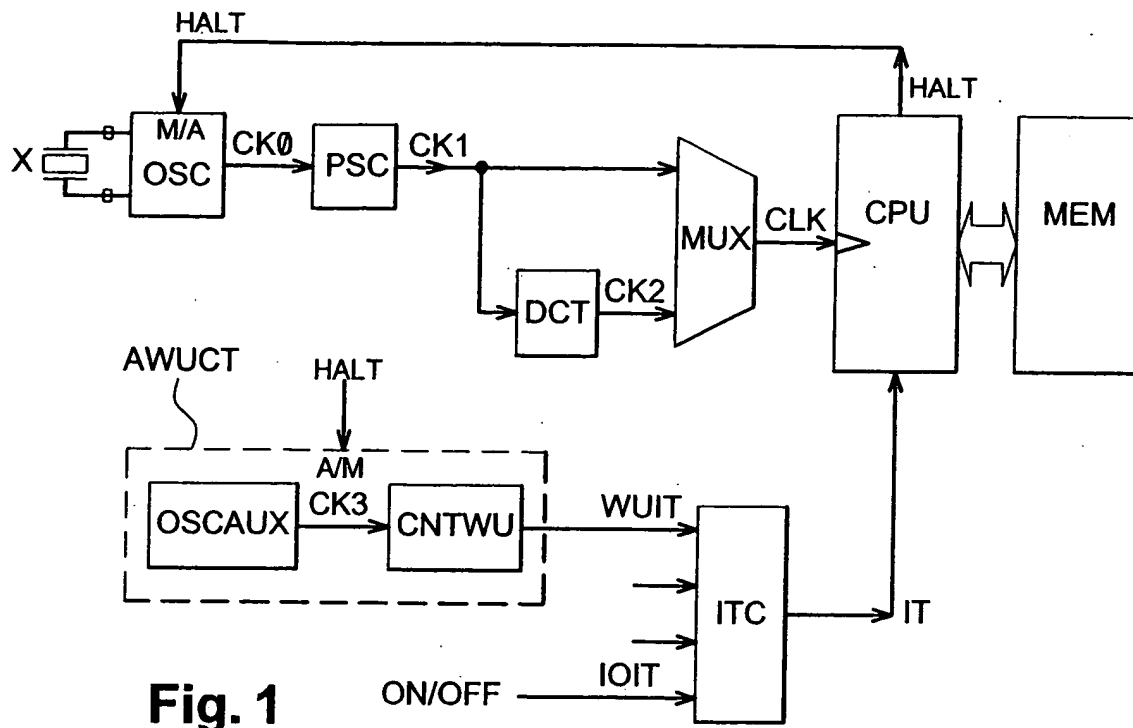 HALT
HALT
M/A
OSC
X
CK0
PSC
CK1
MUX
CLK
CPU
MEM
DCT
CK2
AWUCT
HALT
A/M
OSCAUX
CK3
CNTWU
WUIT
ITC
IT
ON/OFF
IOIT
Fig. 1